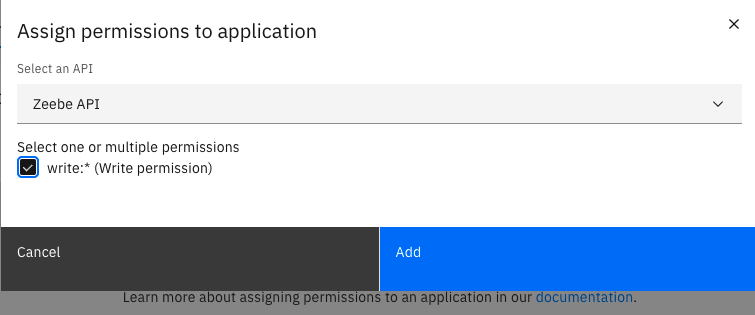 Assign permissions to application
Select an API
Zeebe API
Select one or multiple permissions
write:* (Write permission)
Cancel
Add
Learn more about assigning permissions to an application in our documentation.